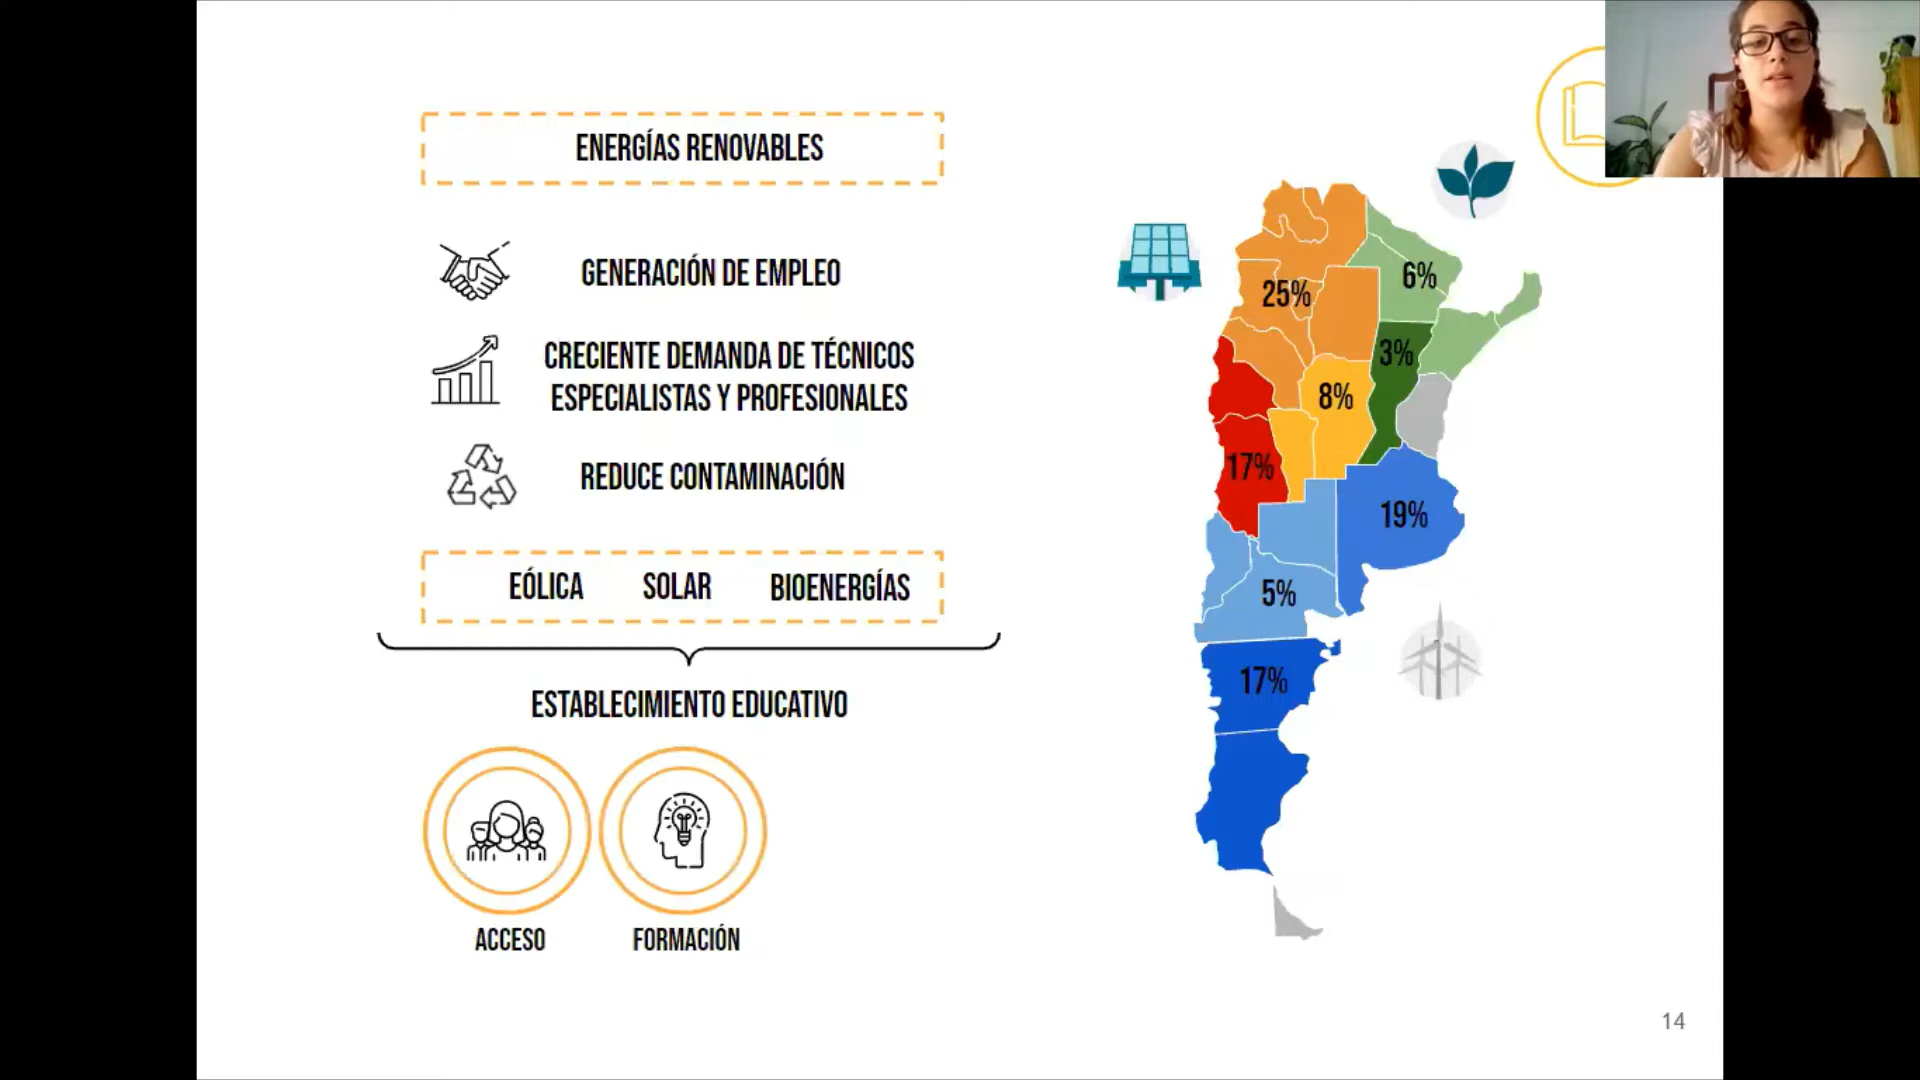 ENERGÍAS RENOVABLES
GENERACIÓN DE EMPLEO
CRECIENTE DEMANDA DE TÉCNICOS
ESPECIALISTAS Y PROFESIONALES
REDUCE CONTAMINACIÓN
EÓLICA SOLAR BIOENERGÍAS
ESTABLECIMIENTO EDUCATIVO
ACCESO FORMACIÓN
25%
6%
3%
8%
17%
19%
5%
17%
14